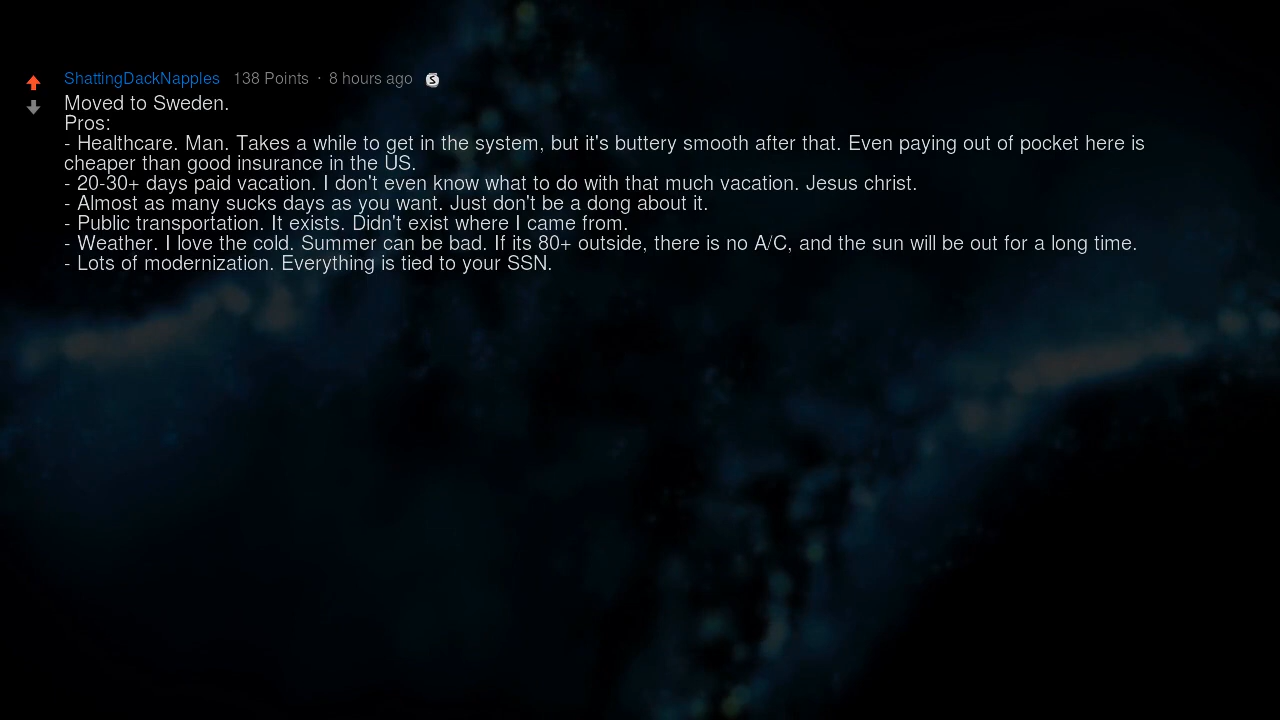 ShattingDackNapples 138 Points · 8 hours ago S
Moved to Sweden.
Pros:
- Healthcare. Man. Takes a while to get in the system, but it's buttery smooth after that. Even paying out of pocket here is
cheaper than good insurance in the US.
- 20-30+ days paid vacation. I don't even know what to do with that much vacation. Jesus christ.
- Almost as many sucks days as you want. Just don't be a dong about it.
- Public transportation. It exists. Didn't exist where I came from.
- Weather. I love the cold. Summer can be bad. If its 80+ outside, there is no A/C, and the sun will be out for a long time.
- Lots of modernization. Everything is tied to your SSN.